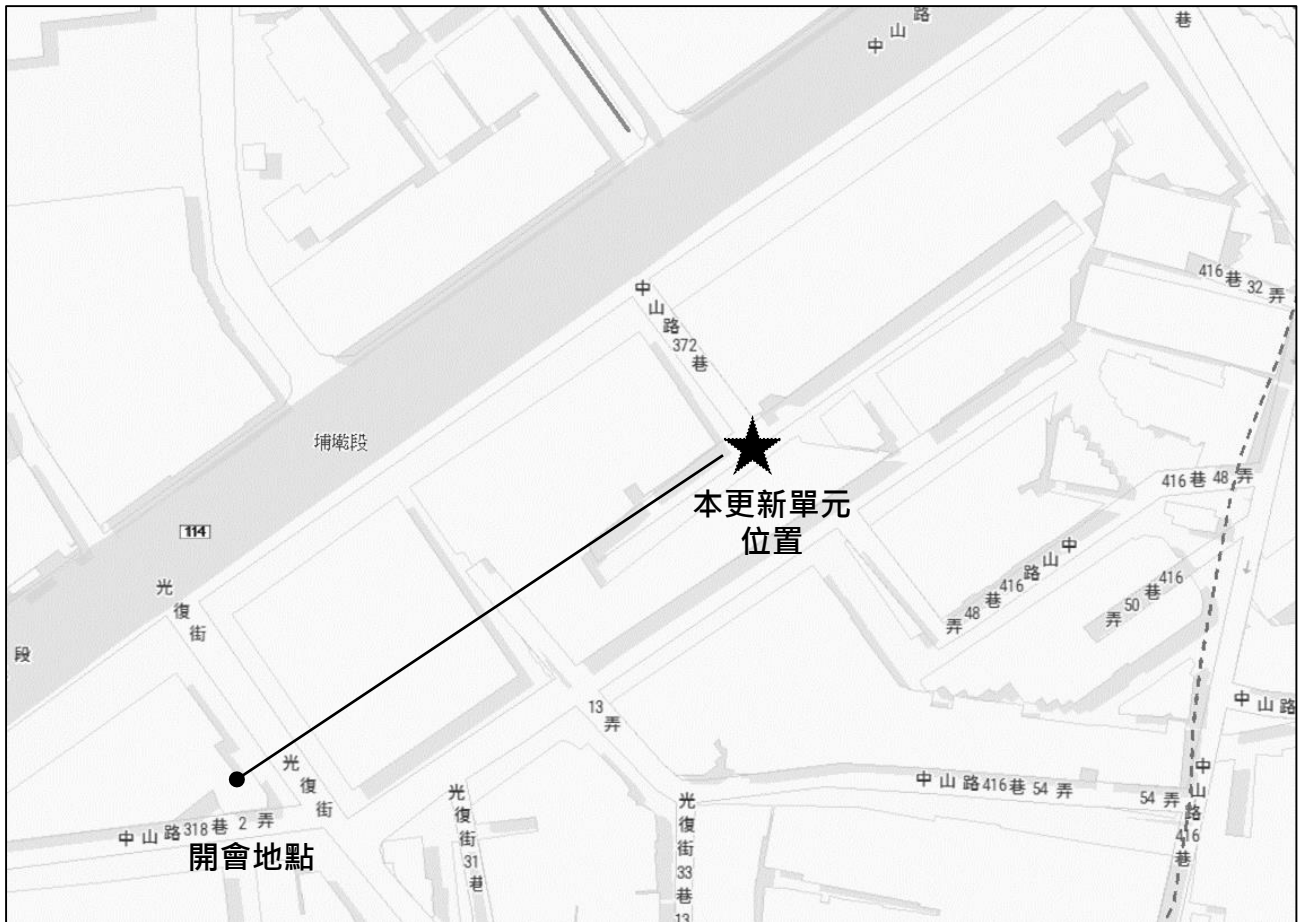 中山路
巷
416巷32弄
中山路372巷
埔墘段
本更新單元
位置
416巷48弄
114
中山路416巷48弄
416巷50弄
光復街
段
中山路
13弄
光復街
中山路416巷54弄
54弄
中山路416巷
光復街31巷
光復街33巷13
中山路318巷2弄
開會地點